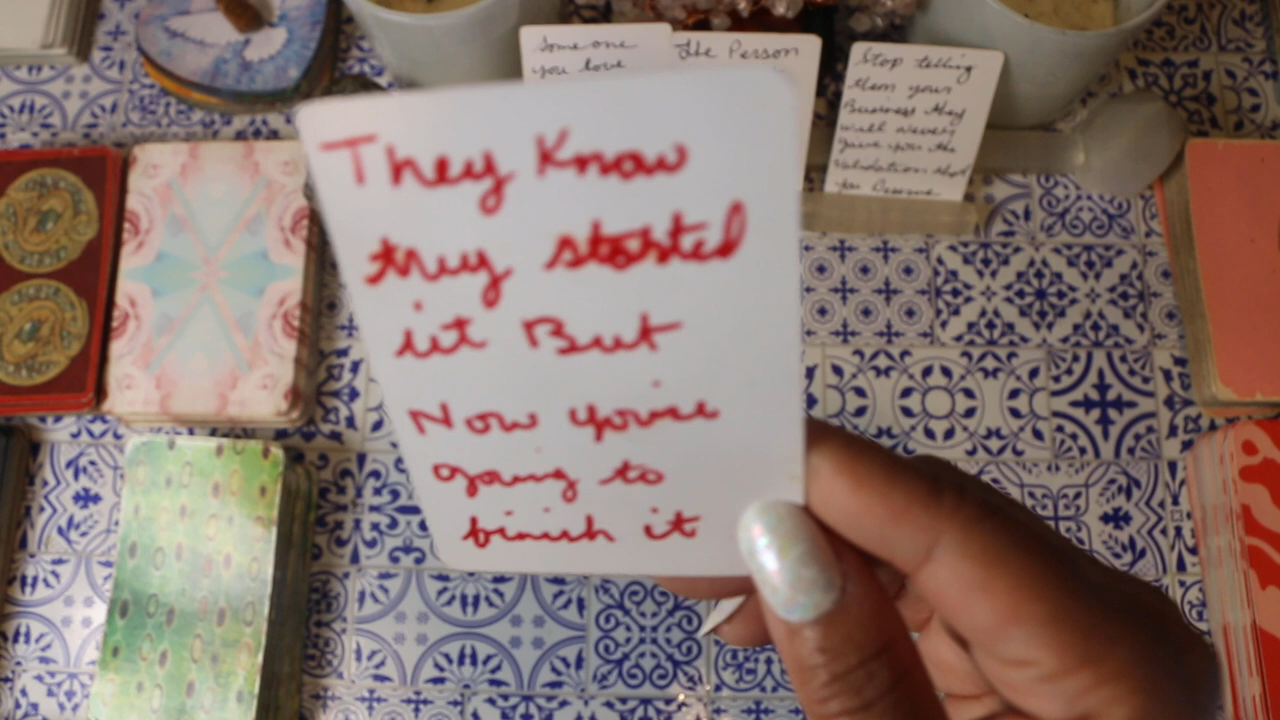 Someone
you love
The Person
Stop telling
them your
Business they
will never
give you the
Validation that
you Deserve
They Know
they started
it But
Now you're
going to
finish it